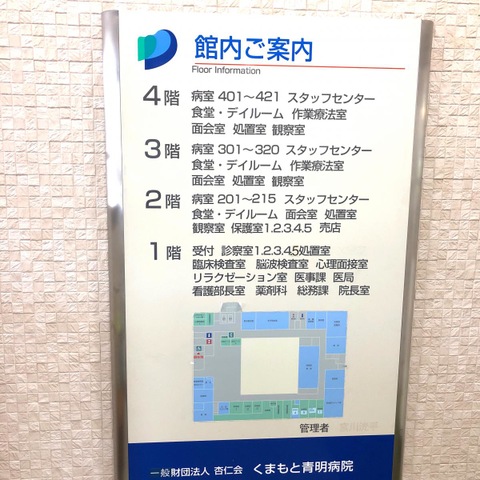 館内ご案内
Floor Information
4階 病室 401～421 スタッフセンター
食堂・デイルーム 作業療法室
面会室 処置室 観察室
3階 病室 301～320 スタッフセンター
食堂・デイルーム 作業療法室
面会室 処置室 観察室
2階 病室 201～215 スタッフセンター
食堂・デイルーム 面会室 処置室
観察室 保護室1.2.3.4.5 売店
1階 受付 診察室1.2.3.4.5処置室
臨床検査室 脳波検査室 心理面接室
リラクゼーション室 医事課 医局
看護部長室 薬剤科 総務課 院長室
管理者
一般財団法人 杏仁会 くまもと青明病院